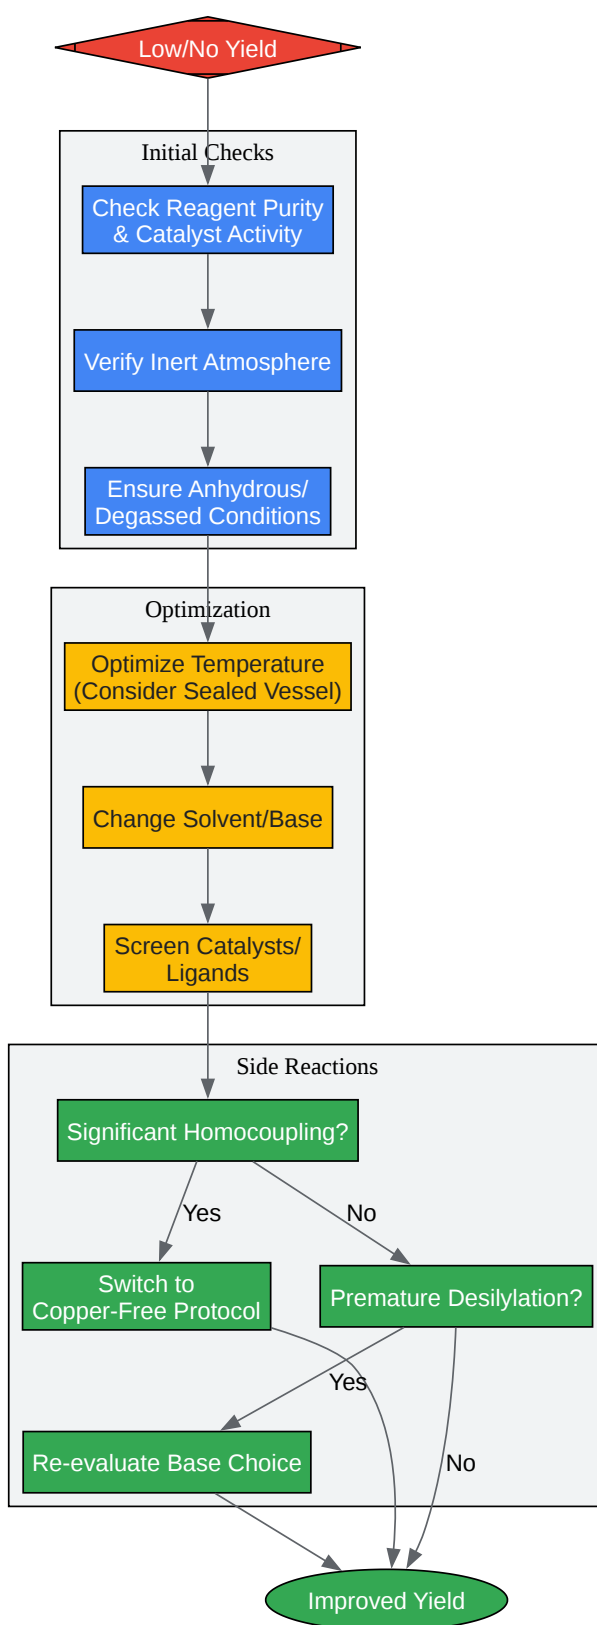 Low/No Yield
Initial Checks
Check Reagent Purity
& Catalyst Activity
Verify Inert Atmosphere
Ensure Anhydrous/
Degassed Conditions
Optimization
Optimize Temperature
(Consider Sealed Vessel)
Change Solvent/Base
Screen Catalysts/
Ligands
Side Reactions
Significant Homocoupling?
Yes
No
Switch to
Copper-Free Protocol
Premature Desilylation?
Yes
Re-evaluate Base Choice
No
Improved Yield